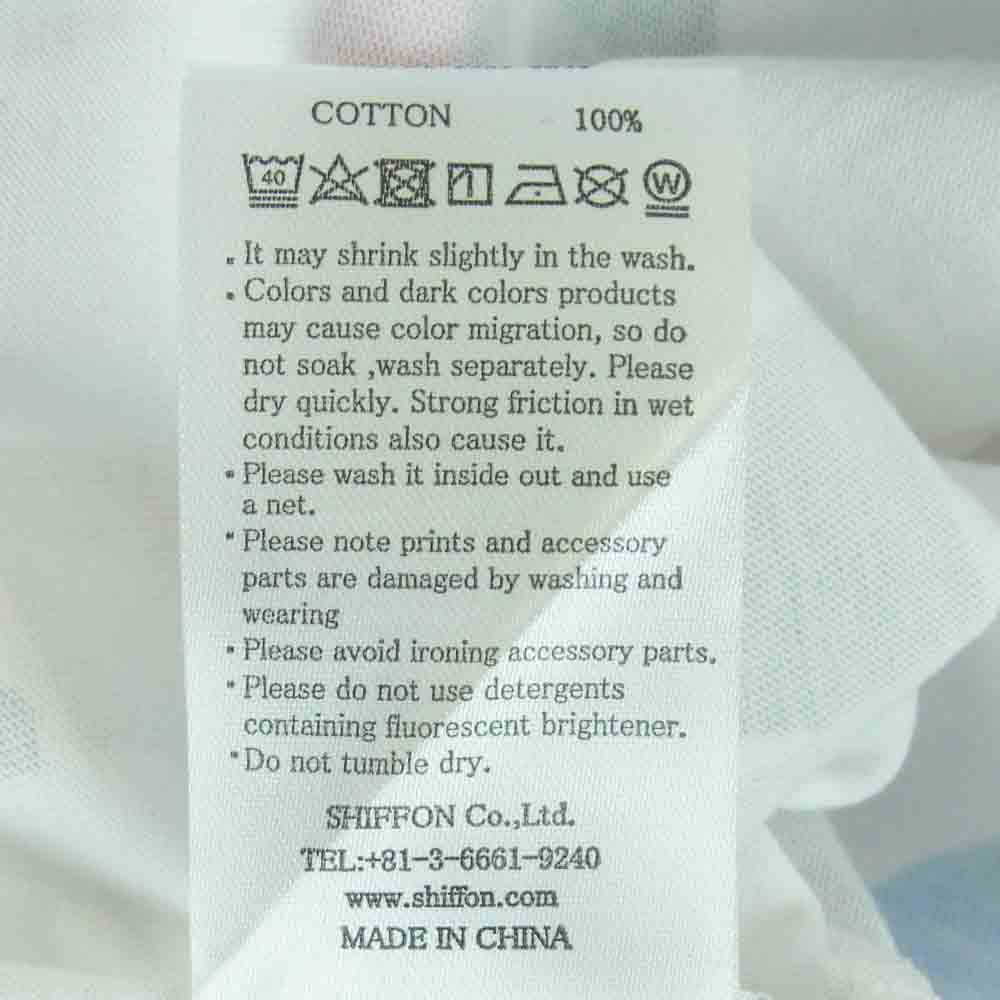 COTTON 100%
40 W
. It may shrink slightly in the wash.
. Colors and dark colors products
may cause color migration, so do
not soak ,wash separately. Please
dry quickly. Strong friction in wet
conditions also cause it.
・Please wash it inside out and use
a net.
・Please note prints and accessory
parts are damaged by washing and
wearing
・Please avoid ironing accessory parts.
・Please do not use detergents
containing fluorescent brightener.
・Do not tumble dry.
SHIFFON Co.,Ltd.
TEL:+81-3-6661-9240
www.shiffon.com
MADE IN CHINA